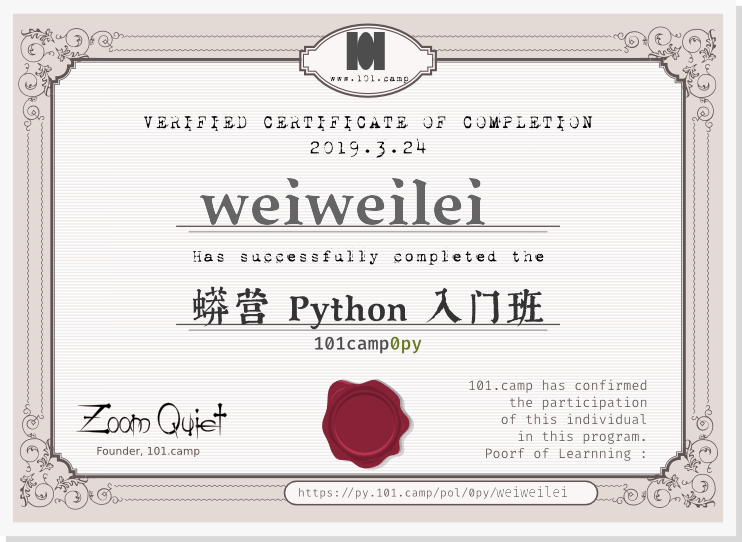 101
www.101.camp
VERIFIED CERTIFICATE OF COMPLETION
2019.3.24
weiweilei
Has successfully completed the
蟒营 Python 入门班
101camp0py
Zoom Quiet
Founder, 101.camp
101.camp has confirmed
the participation
of this individual
in this program.
Poorf of Learnning :
https://py.101.camp/pol/0py/weiweilei